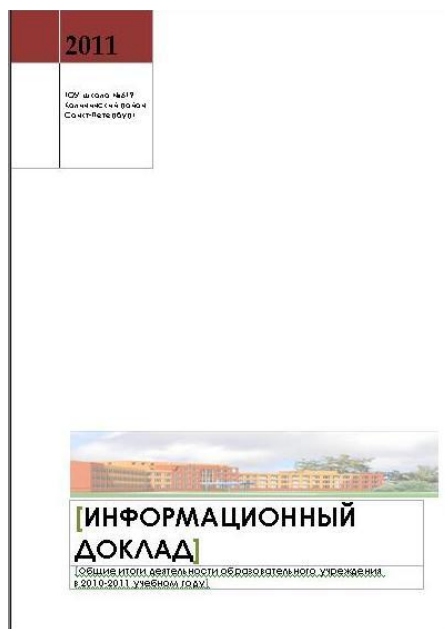 2011
ГОУ школа №619
Калининский район
Санкт-Петербург
[ИНФОРМАЦИОННЫЙ
ДОКЛАД]
[Общие итоги деятельности образовательного учреждения
в 2010-2011 учебном году]